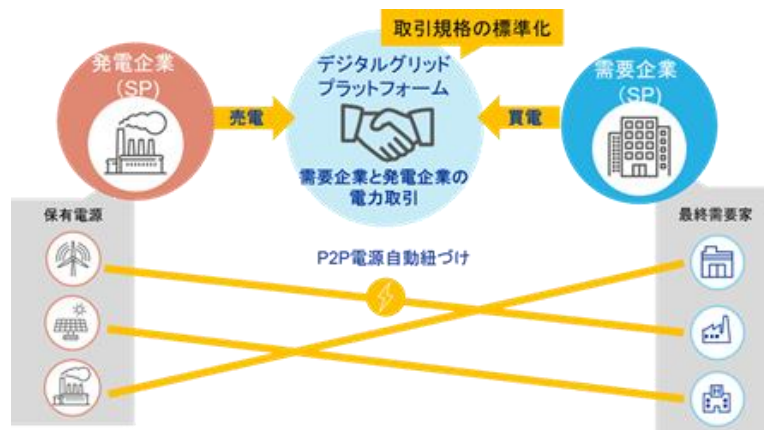 取引規格の標準化
発電企業
（SP）
デジタルグリッド
プラットフォーム
需要企業
（SP）
売電
買電
需要企業と発電企業の
電力取引
保有電源
最終需要家
P2P電源自動紐づけ
H